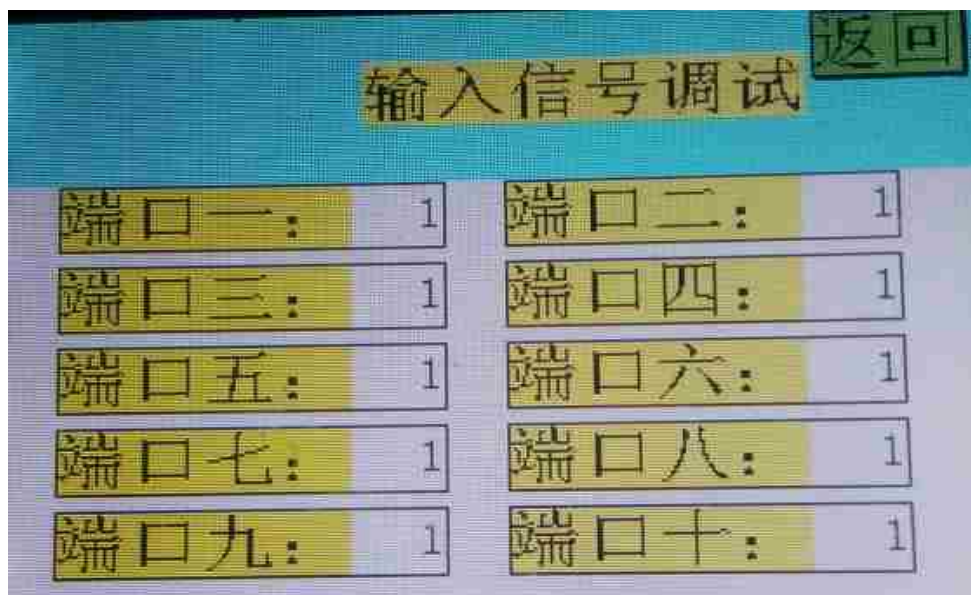 返回
输入信号调试
端口一: 1 端口二: 1
端口三: 1 端口四: 1
端口五: 1 端口六: 1
端口七: 1 端口八: 1
端口九: 1 端口十: 1